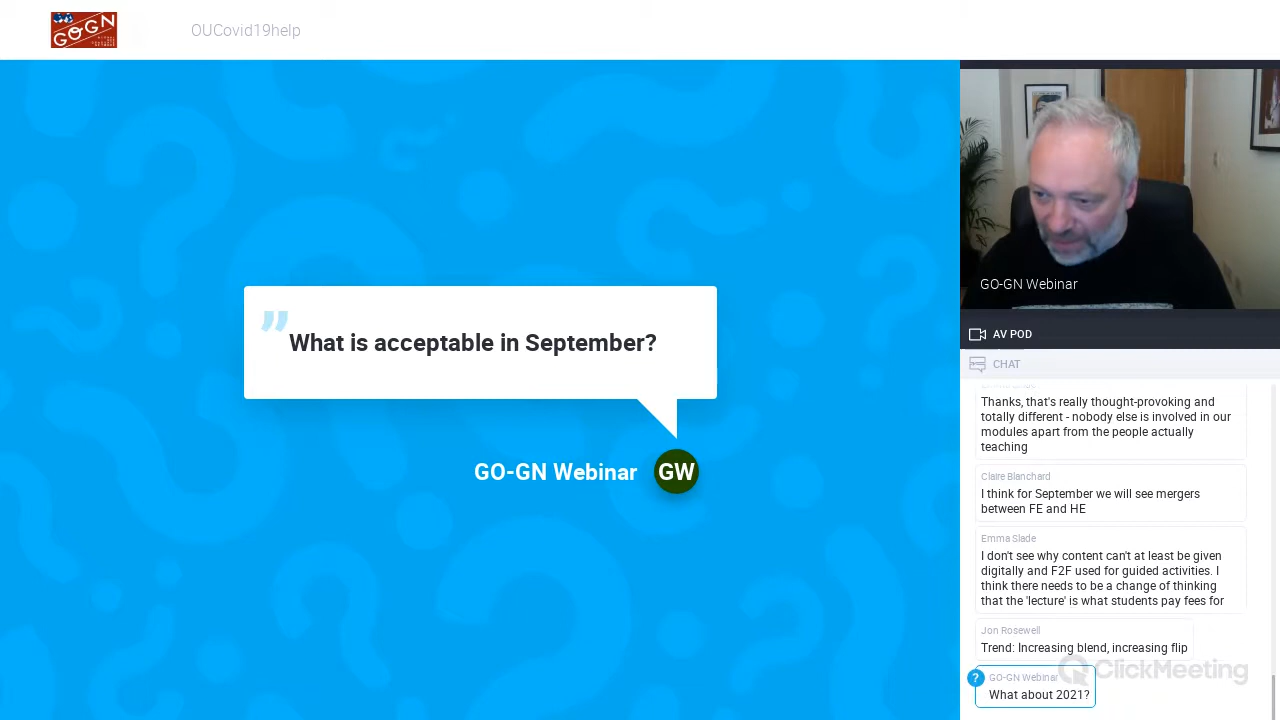 GO GN
OUCovid19help
What is acceptable in September?
GO-GN Webinar
GW
GO-GN Webinar
AV POD
CHAT
Thanks, that's really thought-provoking and
totally different - nobody else is involved in our
modules apart from the people actually
teaching
Claire Blanchard
I think for September we will see mergers
between FE and HE
Emma Slade
I don't see why content can't at least be given
digitally and F2F used for guided activities. I
think there needs to be a change of thinking
that the 'lecture' is what students pay fees for
Jon Rosewell
Trend: Increasing blend, increasing flip
ClickMeeting
?
GO-GN Webinar
What about 2021?